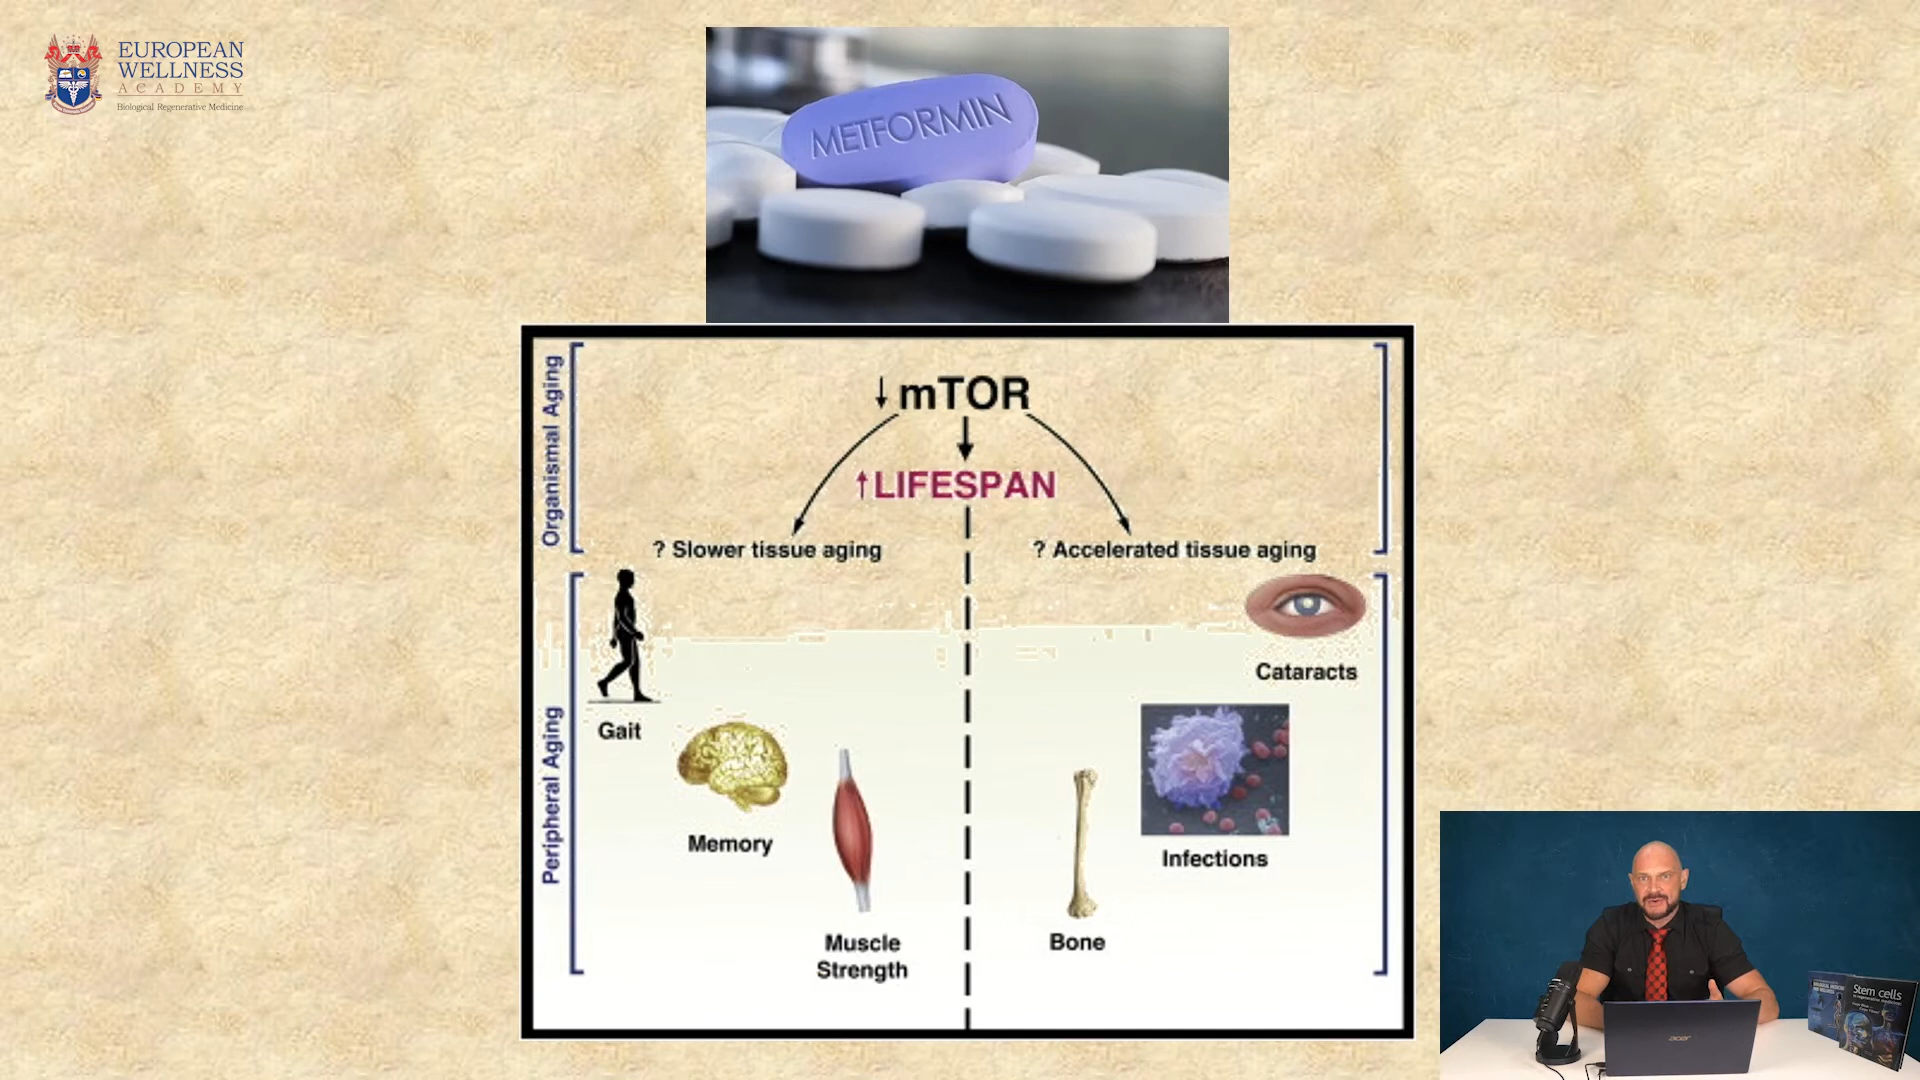 EUROPEAN
WELLNESS
ACADEMY
Biological Regenerative Medicine
METFORMIN
Organismal Aging
↓ mTOR
↑LIFESPAN
? Slower tissue aging
? Accelerated tissue aging
Peripheral Aging
Gait
Memory
Muscle
Strength
Cataracts
Infections
Bone
acer
Stem cells